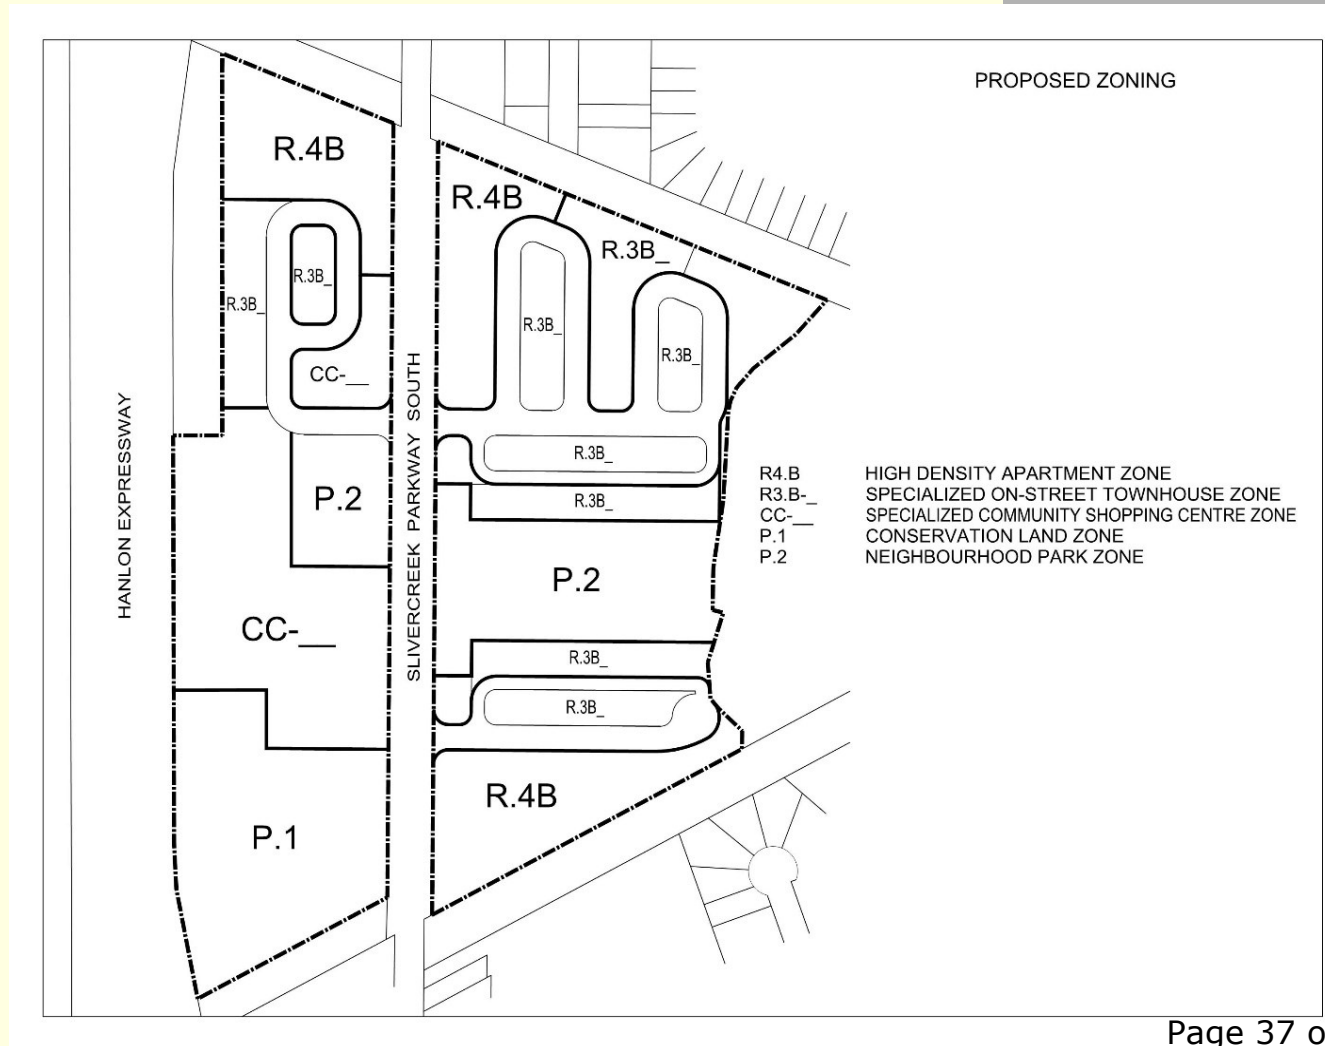 PROPOSED ZONING
R.4B
R.4B
R.3B_
R.3B_
R.3B_
R.3B_
R.3B_
CC-__
R.3B_
P.2
R.3B_
P.2
CC-__
R.3B_
R.3B_
R.4B
P.1
HANLON EXPRESSWAY
SLIVERCREEK PARKWAY SOUTH
R4.B HIGH DENSITY APARTMENT ZONE
R3.B-_ SPECIALIZED ON-STREET TOWNHOUSE ZONE
CC-__ SPECIALIZED COMMUNITY SHOPPING CENTRE ZONE
P.1 CONSERVATION LAND ZONE
P.2 NEIGHBOURHOOD PARK ZONE
Page 37 o